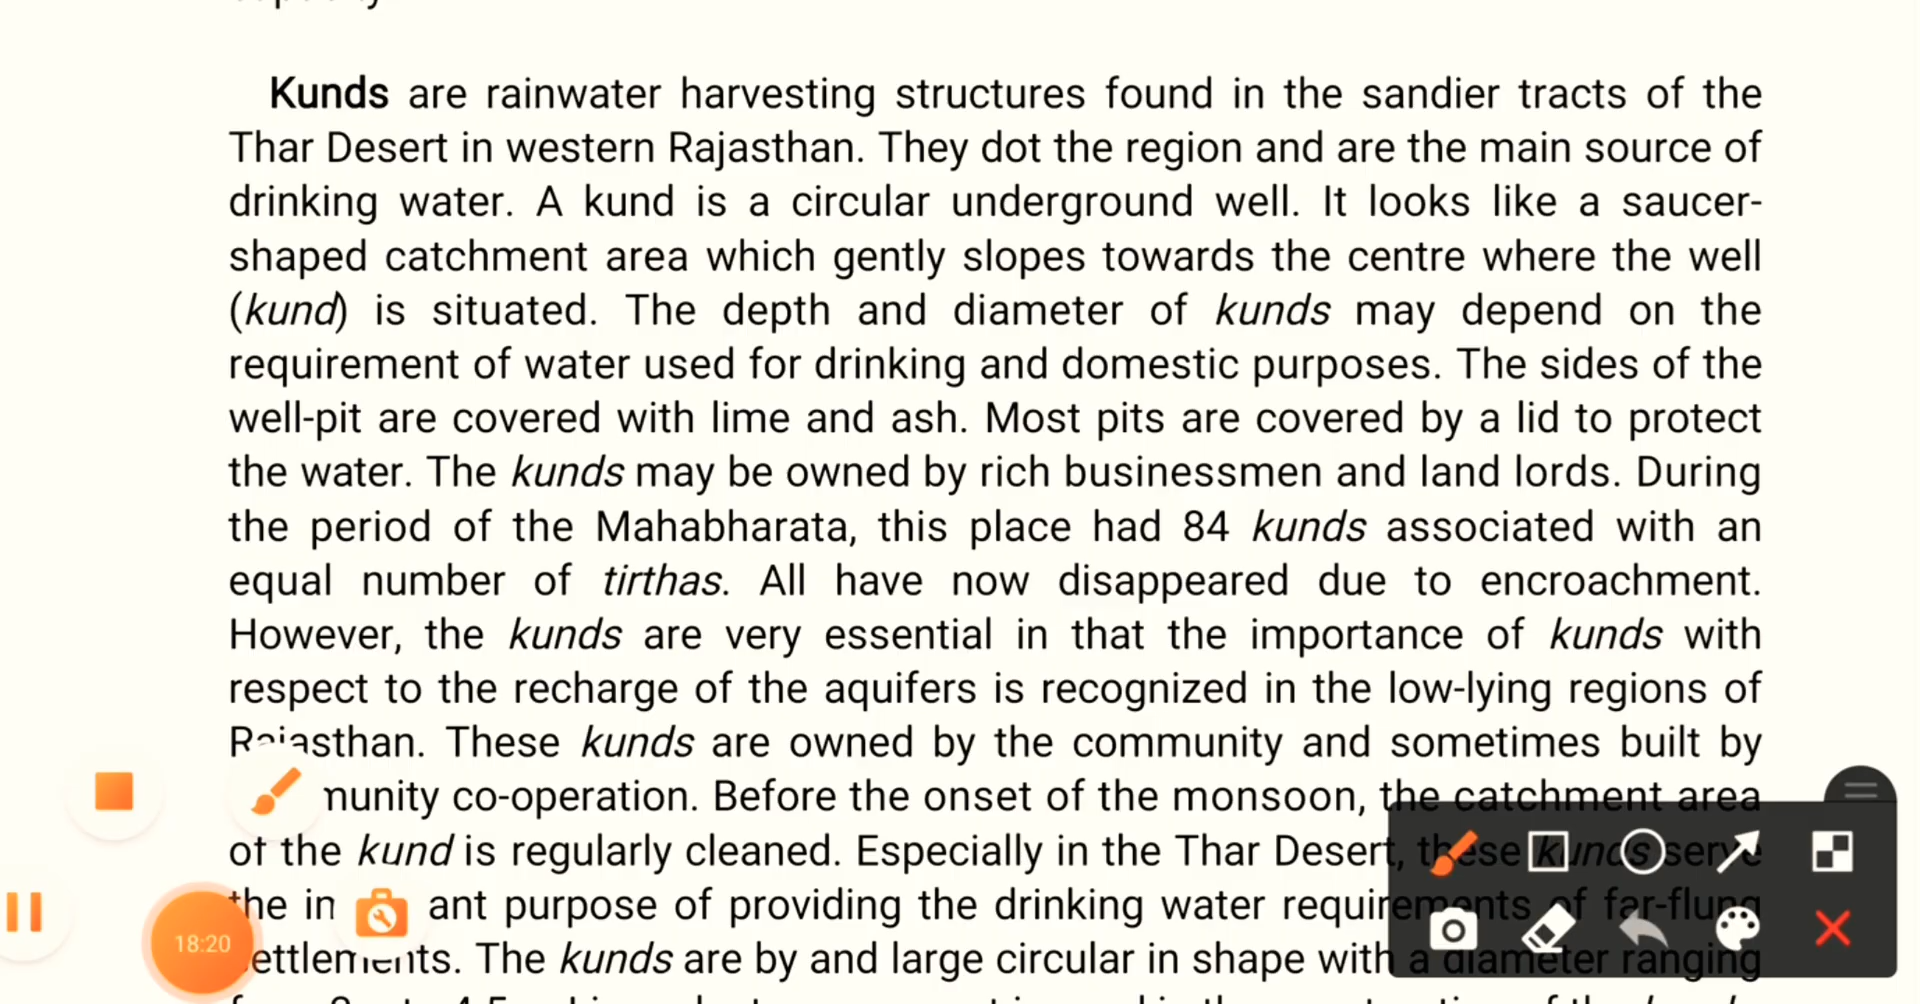 Kunds are rainwater harvesting structures found in the sandier tracts of the
Thar Desert in western Rajasthan. They dot the region and are the main source of
drinking water. A kund is a circular underground well. It looks like a saucer-
shaped catchment area which gently slopes towards the centre where the well
(kund) is situated. The depth and diameter of kunds may depend on the
requirement of water used for drinking and domestic purposes. The sides of the
well-pit are covered with lime and ash. Most pits are covered by a lid to protect
the water. The kunds may be owned by rich businessmen and land lords. During
the period of the Mahabharata, this place had 84 kunds associated with an
equal number of tirthas. All have now disappeared due to encroachment.
However, the kunds are very essential in that the importance of kunds with
respect to the recharge of the aquifers is recognized in the low-lying regions of
Rajasthan. These kunds are owned by the community and sometimes built by
munity co-operation. Before the onset of the monsoon, the catchment area
of the kund is regularly cleaned. Especially in the Thar Desert, these kunds serve
the in ant purpose of providing the drinking water requirements of far-flung
settlements. The kunds are by and large circular in shape with a diameter ranging
18:20